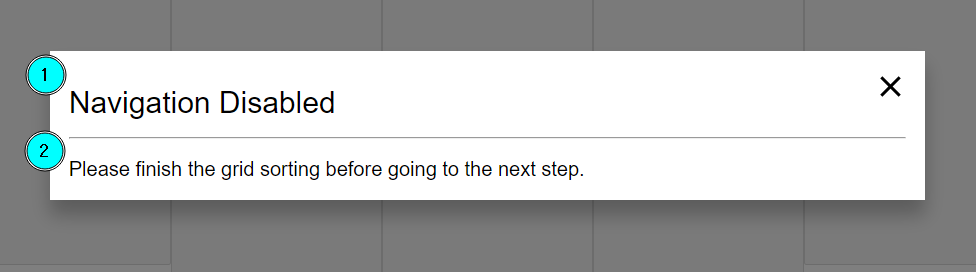 1
Navigation Disabled
2
Please finish the grid sorting before going to the next step.